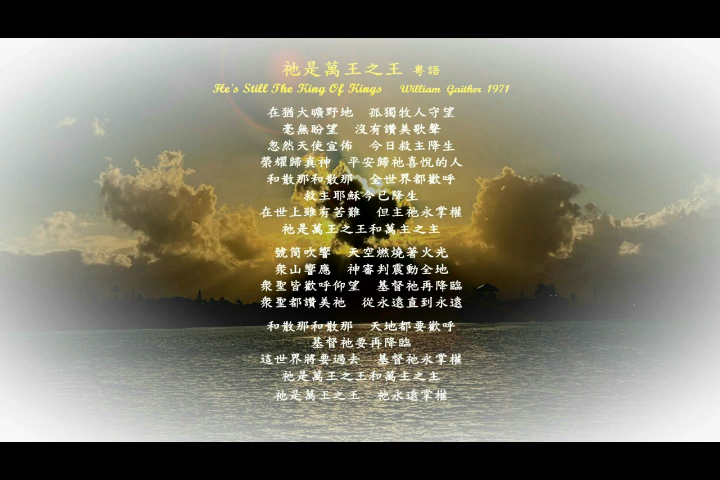 祂是萬王之王 粵語
He's Still The King Of Kings William Gaither 1971
在猶大曠野地 孤獨牧人守望
毫無盼望 沒有讚美歌聲
忽然天使宣佈 今日救主降生
榮耀歸真神 平安歸祂喜悅的人
和散那和散那 全世界都歡呼
救主耶穌今已降生
在世上雖有苦難 但主祂永掌權
祂是萬王之王和萬主之主
號筒吹響 天空燃燒著火光
衆山響應 神審判震動全地
衆聖皆歡呼仰望 基督祂再降臨
衆聖都讚美祂 從永遠直到永遠
和散那和散那 天地都要歡呼
基督祂要再降臨
這世界將要過去 基督祂永掌權
祂是萬王之王和萬主之主
祂是萬王之王 祂永遠掌權